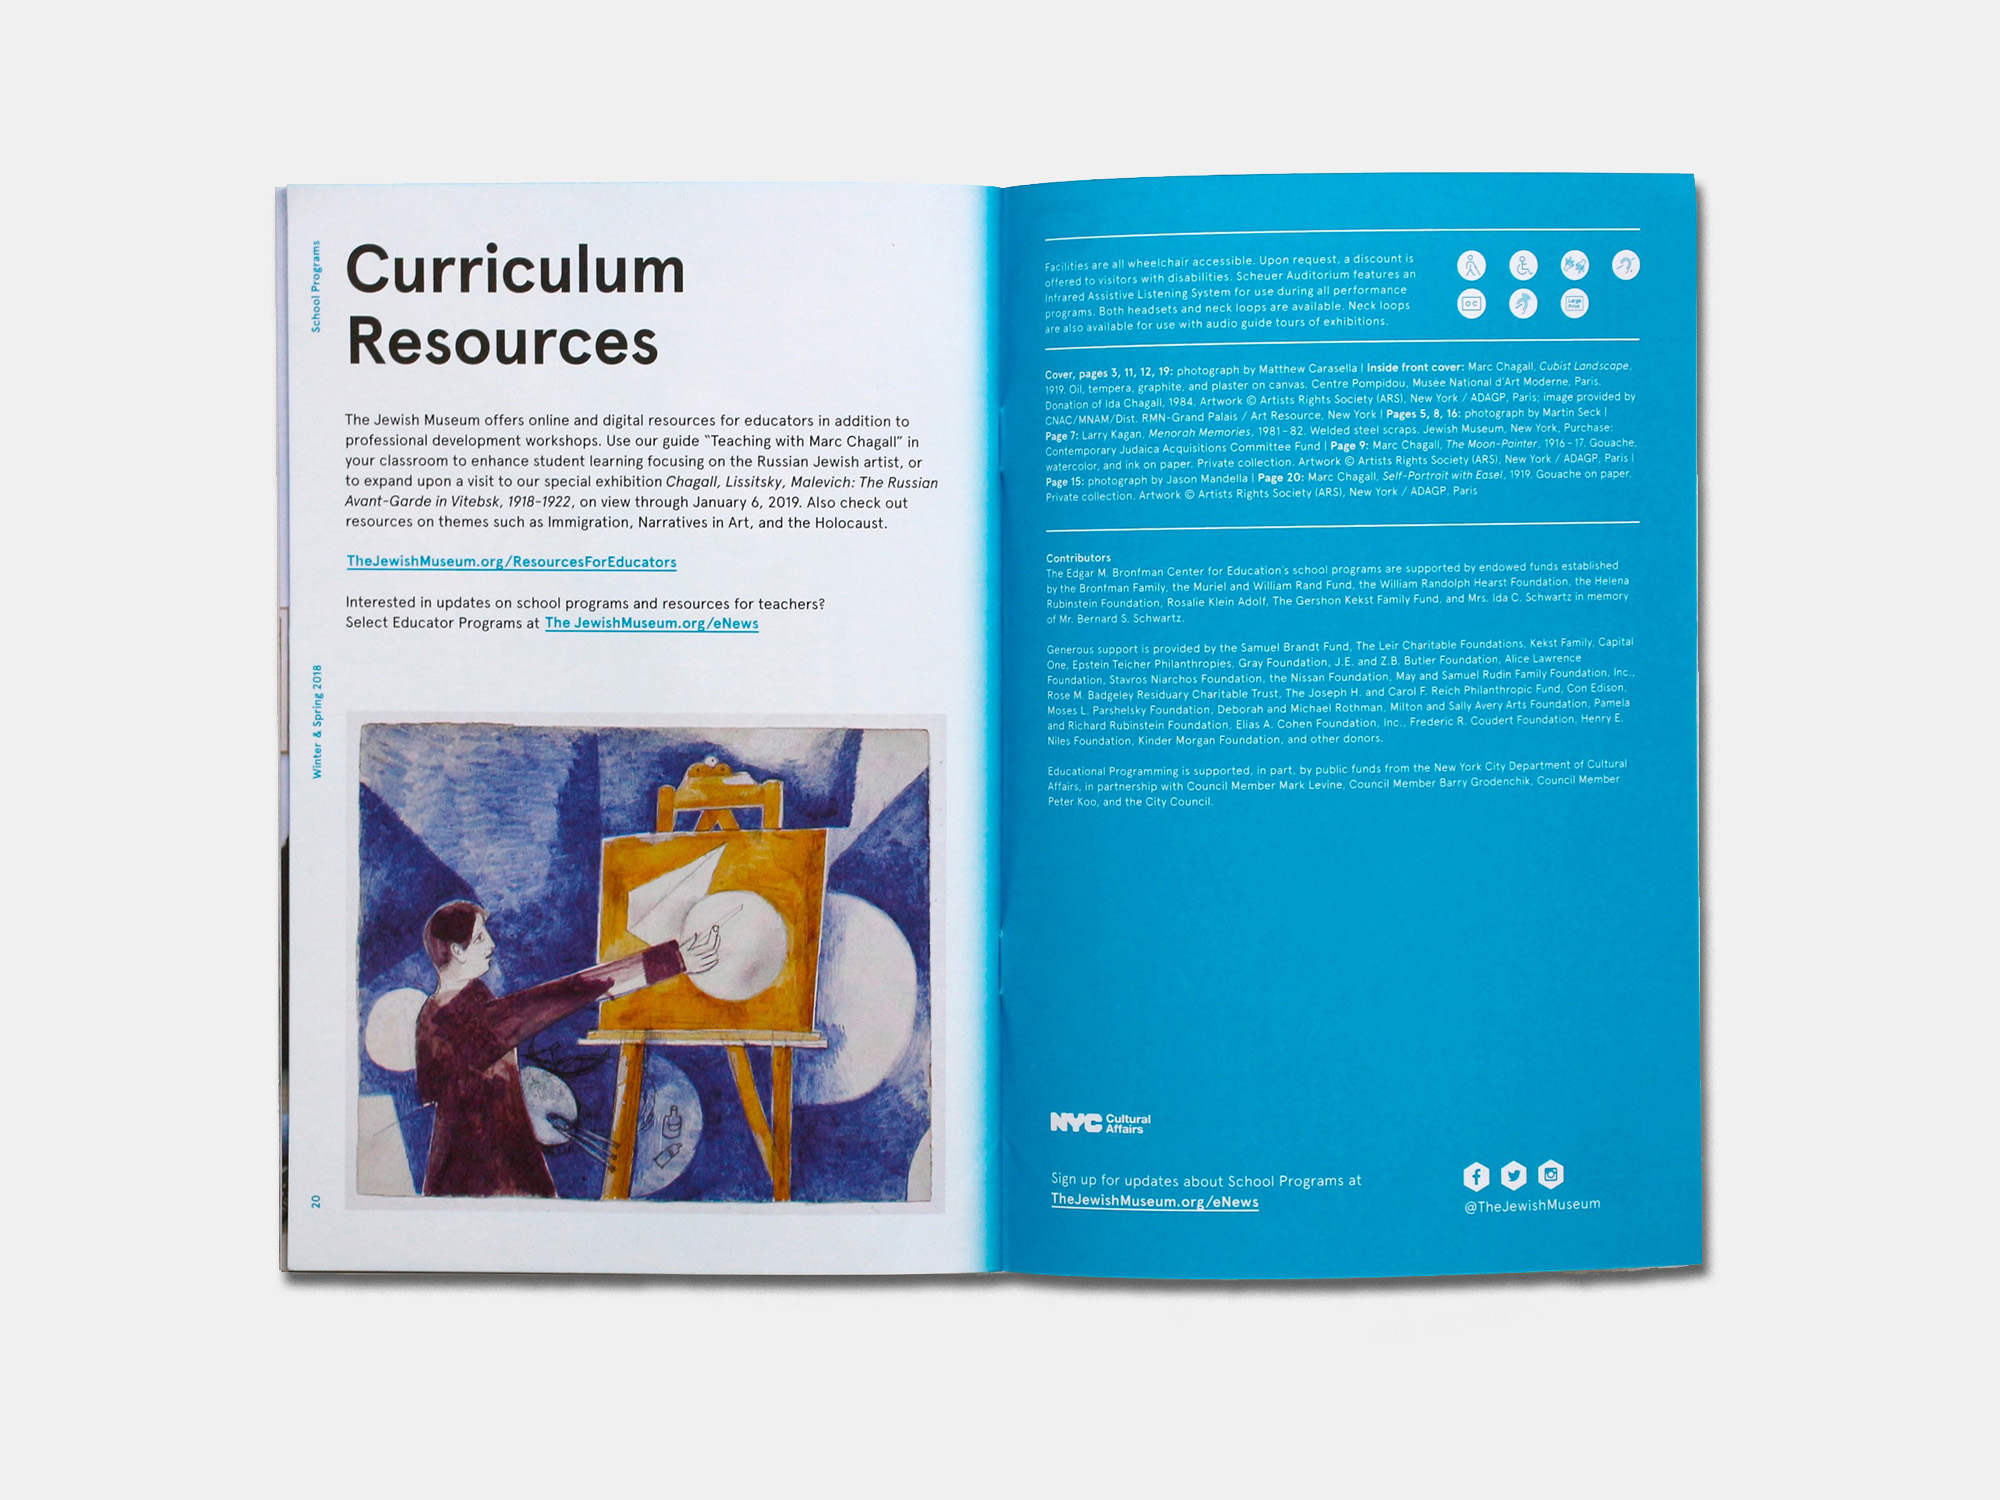 School Programs
Curriculum
Resources
The Jewish Museum offers online and digital resources for educators in addition to
professional development workshops. Use our guide “Teaching with Marc Chagall” in
your classroom to enhance student learning focusing on the Russian Jewish artist, or
to expand upon a visit to our special exhibition Chagall, Lissitsky, Malevich: The Russian
Avant-Garde in Vitebsk, 1918–1922, on view through January 6, 2019. Also check out
resources on themes such as Immigration, Narratives in Art, and the Holocaust.
TheJewishMuseum.org/ResourcesForEducators
Interested in updates on school programs and resources for teachers?
Select Educator Programs at The JewishMuseum.org/eNews
Winter & Spring 2018
20
Facilities are all wheelchair accessible. Upon request, a discount is
offered to visitors with disabilities. Scheuer Auditorium features an
Infrared Assistive Listening System for use during all performance
programs. Both headsets and neck loops are available. Neck loops
are also available for use with audio guide tours of exhibitions.
CC
Large
Print
Cover, pages 3, 11, 12, 19: photograph by Matthew Carasella | Inside front cover: Marc Chagall, Cubist Landscape,
1919. Oil, tempera, graphite, and plaster on canvas. Centre Pompidou, Musée National d'Art Moderne, Paris.
Donation of Ida Chagall, 1984. Artwork © Artists Rights Society (ARS), New York / ADAGP, Paris; image provided by
CNAC/MNAM/Dist. RMN-Grand Palais / Art Resource, New York | Pages 5, 8, 16: photograph by Martin Seck |
Page 7: Larry Kagan, Menorah Memories, 1981–82. Welded steel scraps. Jewish Museum, New York, Purchase:
Contemporary Judaica Acquisitions Committee Fund | Page 9: Marc Chagall, The Moon-Painter, 1916–17. Gouache,
watercolor, and ink on paper. Private collection. Artwork © Artists Rights Society (ARS), New York / ADAGP, Paris |
Page 15: photograph by Jason Mandella | Page 20: Marc Chagall, Self-Portrait with Easel, 1919. Gouache on paper.
Private collection. Artwork © Artists Rights Society (ARS), New York / ADAGP, Paris
Contributors
The Edgar M. Bronfman Center for Education's school programs are supported by endowed funds established
by the Bronfman Family, the Muriel and William Rand Fund, the William Randolph Hearst Foundation, the Helena
Rubinstein Foundation, Rosalie Klein Adolf, The Gershon Kekst Family Fund, and Mrs. Ida C. Schwartz in memory
of Mr. Bernard S. Schwartz.
Generous support is provided by the Samuel Brandt Fund, The Leir Charitable Foundations, Kekst Family, Capital
One, Epstein Teicher Philanthropies, Gray Foundation, J.E. and Z.B. Butler Foundation, Alice Lawrence
Foundation, Stavros Niarchos Foundation, the Nissan Foundation, May and Samuel Rudin Family Foundation, Inc.,
Rose M. Badgeley Residuary Charitable Trust, The Joseph H. and Carol F. Reich Philanthropic Fund, Con Edison,
Moses L. Parshelsky Foundation, Deborah and Michael Rothman, Milton and Sally Avery Arts Foundation, Pamela
and Richard Rubinstein Foundation, Elias A. Cohen Foundation, Inc., Frederic R. Coudert Foundation, Henry E.
Niles Foundation, Kinder Morgan Foundation, and other donors.
Educational Programming is supported, in part, by public funds from the New York City Department of Cultural
Affairs, in partnership with Council Member Mark Levine, Council Member Barry Grodenchik, Council Member
Peter Koo, and the City Council.
NYC Cultural
Affairs
Sign up for updates about School Programs at
TheJewishMuseum.org/eNews
@TheJewishMuseum